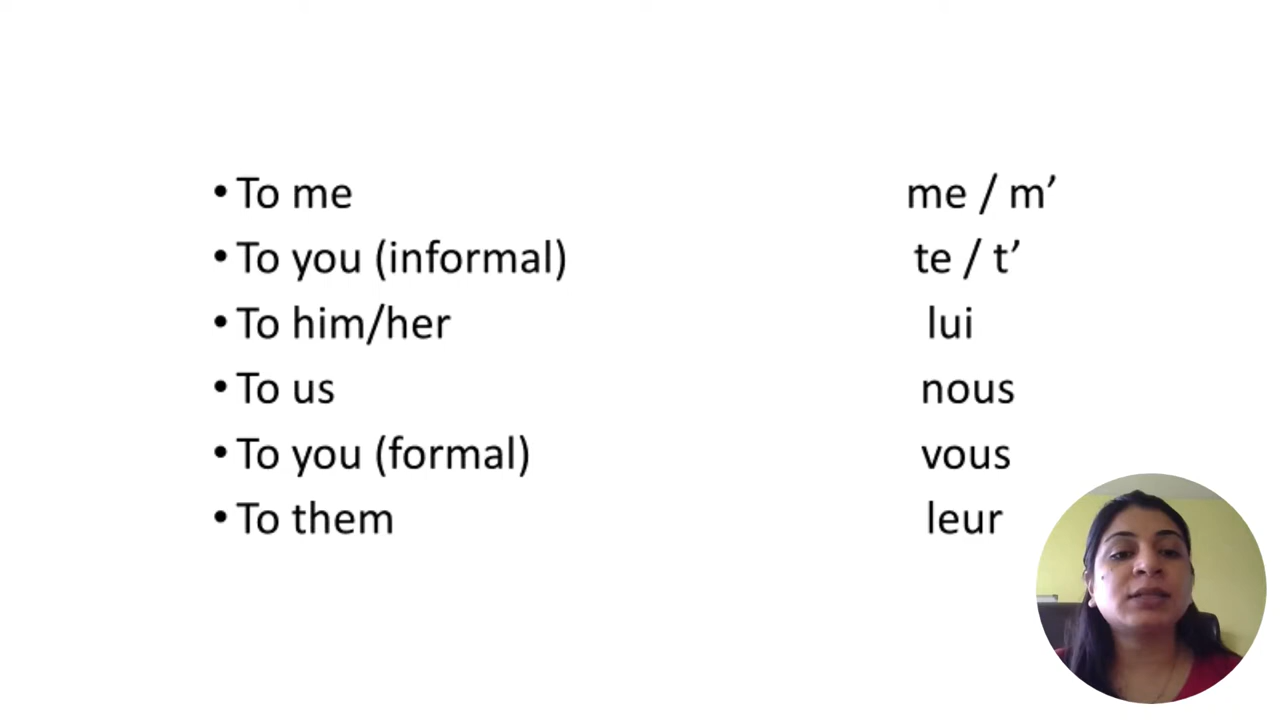 • To me me / m’
• To you (informal) te / t’
• To him/her lui
• To us nous
• To you (formal) vous
• To them leur